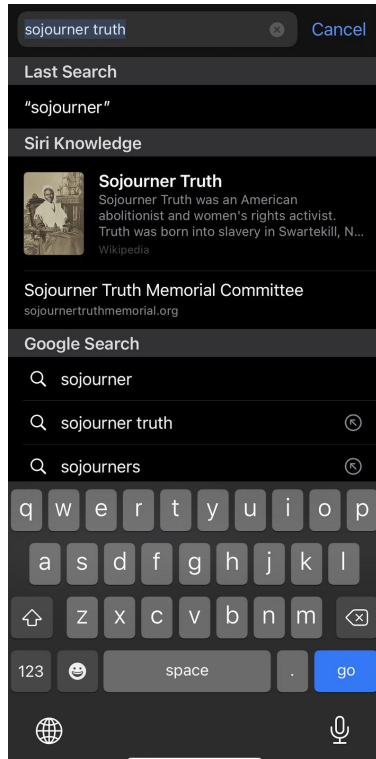 sojourner truth
Cancel
Last Search
“sojourner”
Siri Knowledge
Sojourner Truth
Sojourner Truth was an American
abolitionist and women's rights activist.
Truth was born into slavery in Swartekill, N...
Wikipedia
Sojourner Truth Memorial Committee
sojournertruthmemorial.org
Google Search
sojourner
sojourner truth
sojourners
q w e r t y u i o p
a s d f g h j k l
z x c v b n m
123 space . go